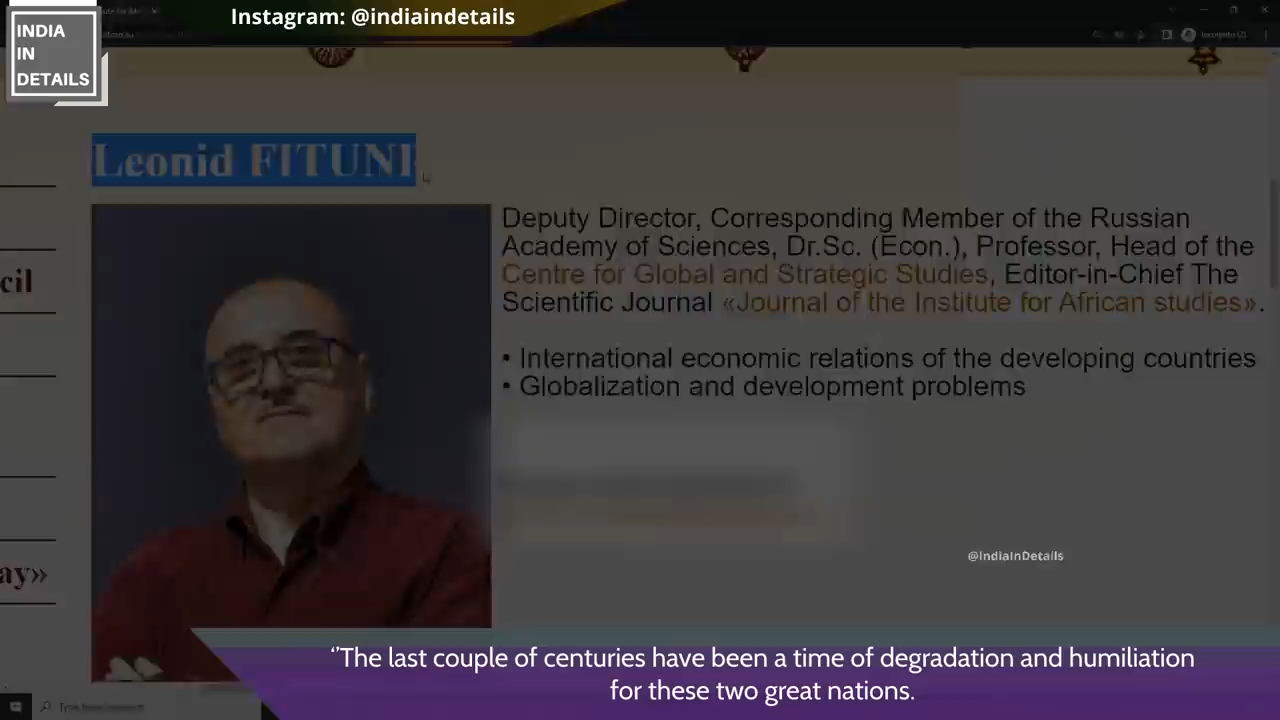 Instagram: @indiaindetails
INDIA
IN
DETAILS
Leonid FITUNI
Deputy Director, Corresponding Member of the Russian
Academy of Sciences, Dr.Sc. (Econ.), Professor, Head of the
Centre for Global and Strategic Studies, Editor-in-Chief The
Scientific Journal «Journal of the Institute for African studies».
• International economic relations of the developing countries
• Globalization and development problems
cil
ay»
@IndiaInDetails
‘’The last couple of centuries have been a time of degradation and humiliation
for these two great nations.